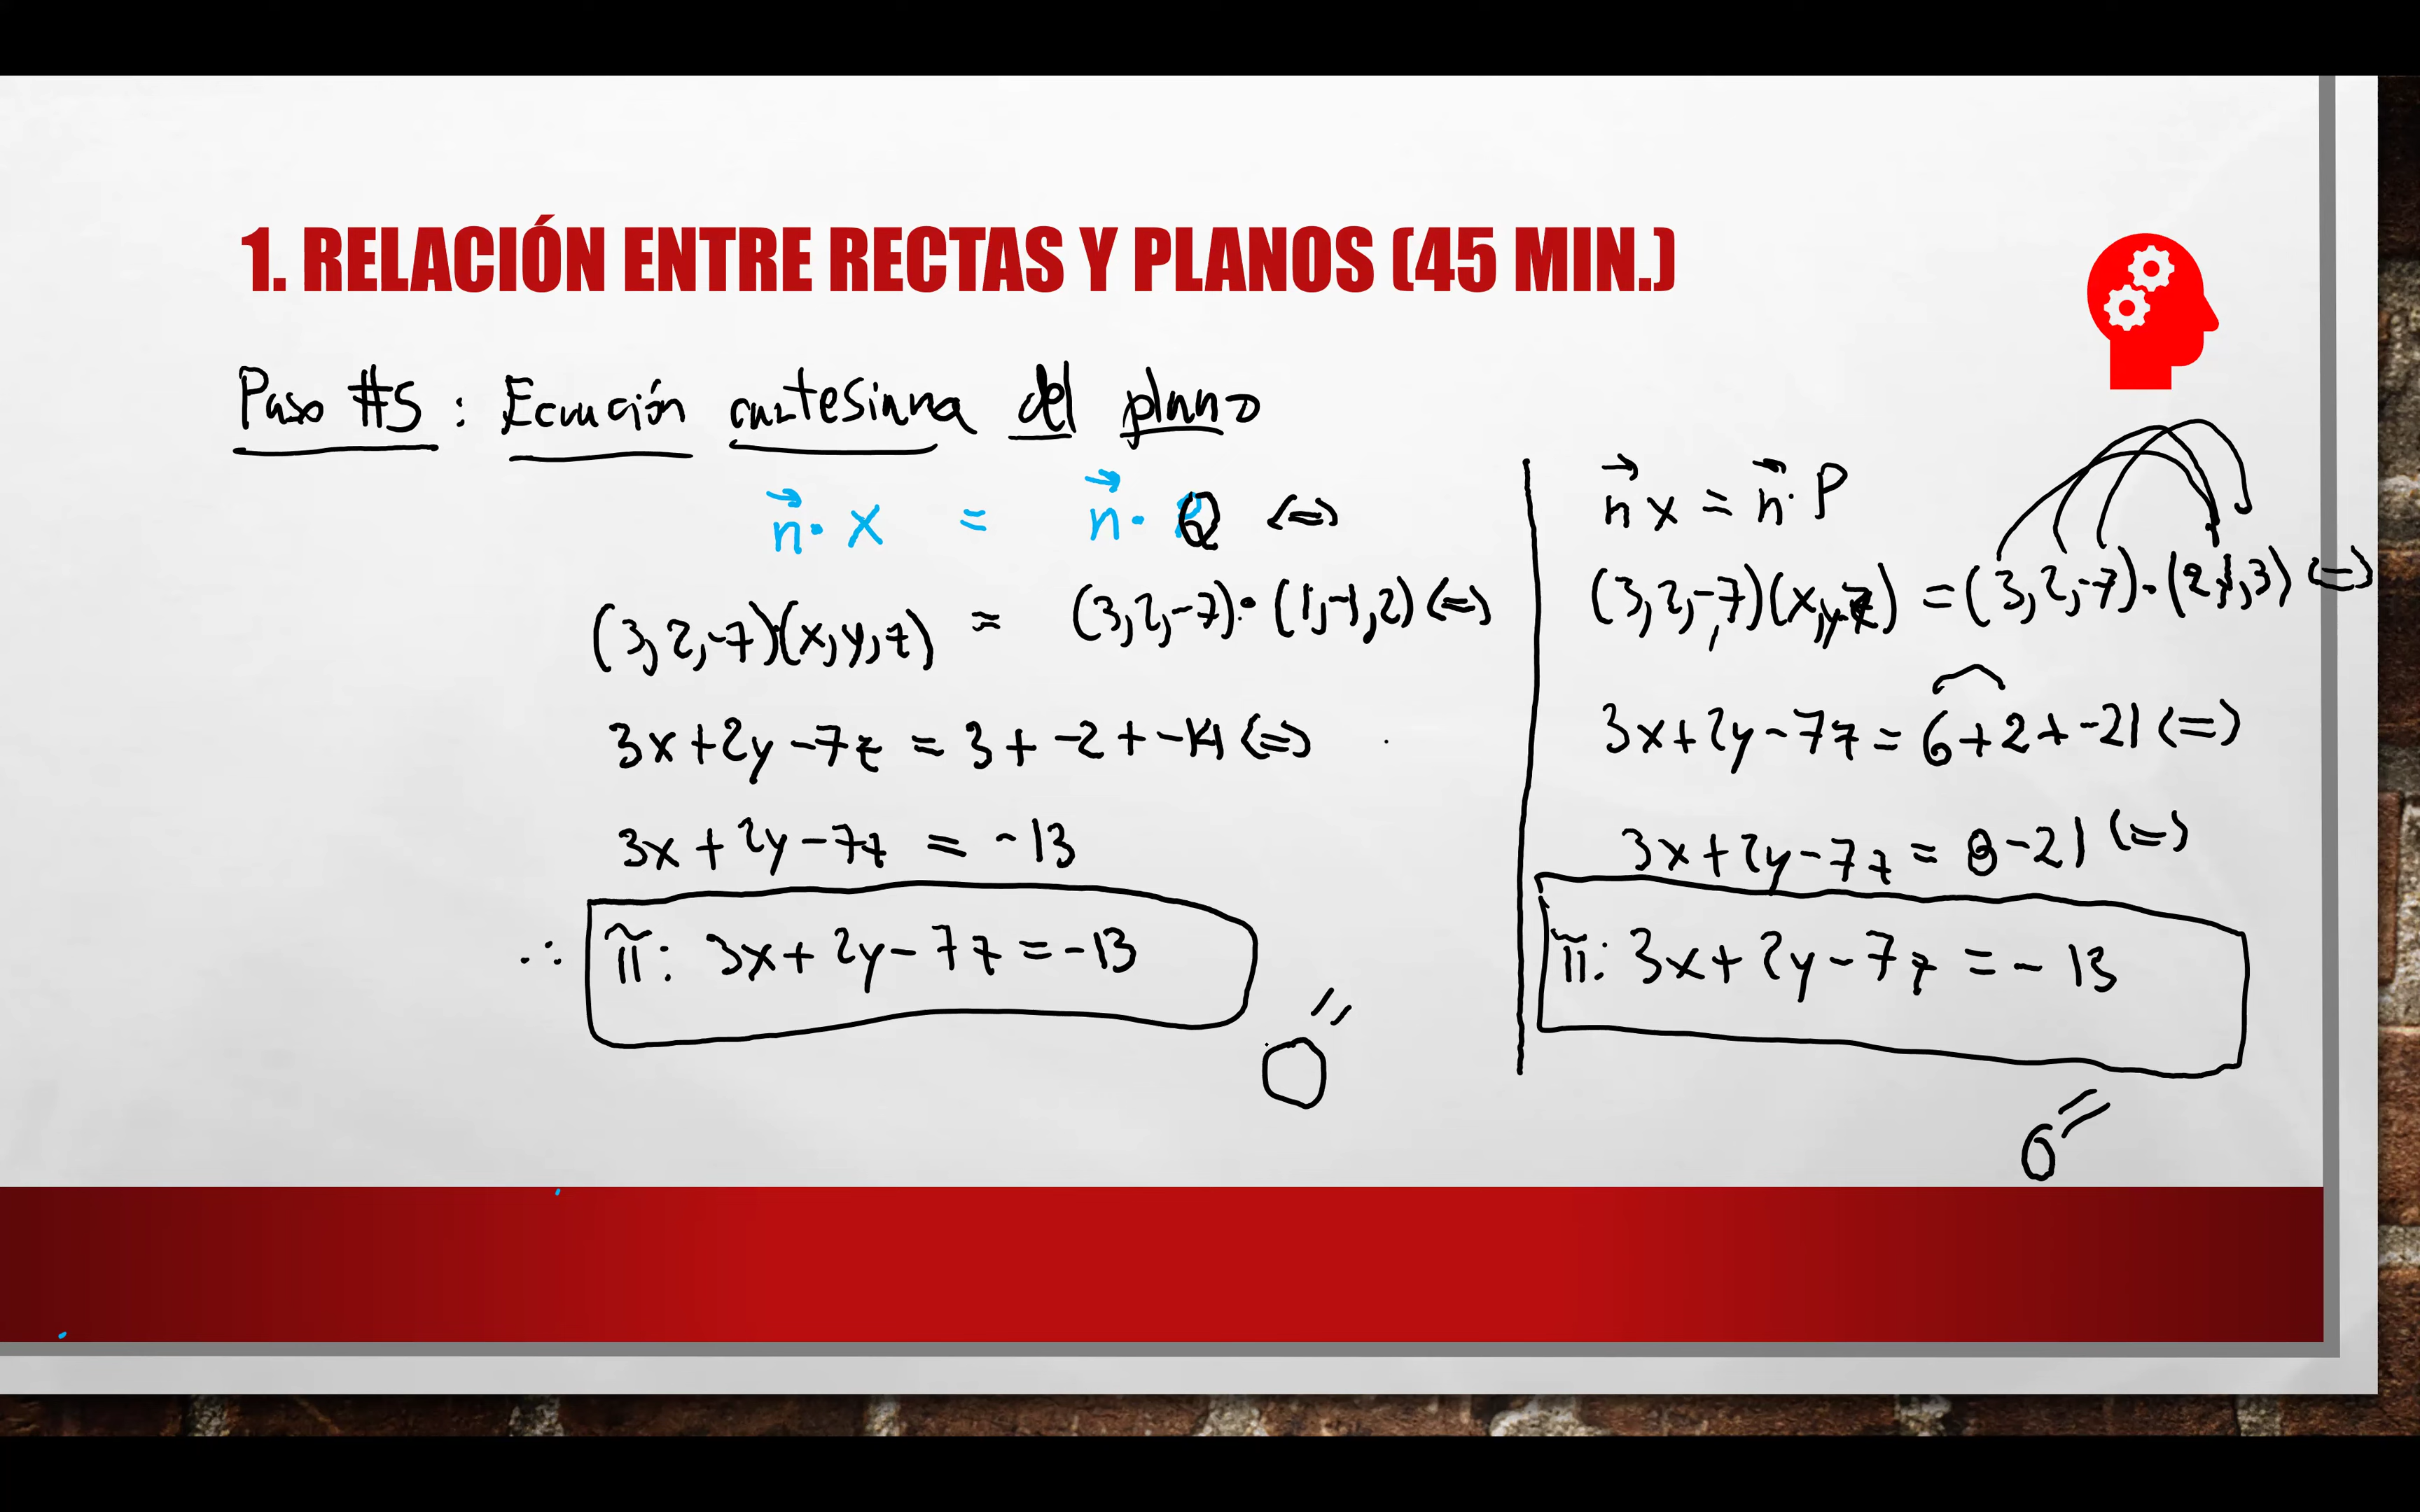 1. RELACIÓN ENTRE RECTAS Y PLANOS (45 MIN.)
Paso #5 : Ecuación cartesiana del plano
n⃗ · X = n⃗ · Q <=>
(3,2,-7)·(x,y,z) = (3,2,-7)·(1,-1,2) <=>
3x+2y-7z = 3+-2+-14 <=>
3x+2y-7z = -13
∴ π: 3x+2y-7z = -13
n⃗ x = n⃗ · P
(3,2,-7)(x,y,z) = (3,2,-7)·(2,1,3) <=>
3x+2y-7z = 6+2+-21 <=>
3x+2y-7z = 8-21 <=>
π: 3x+2y-7z = -13